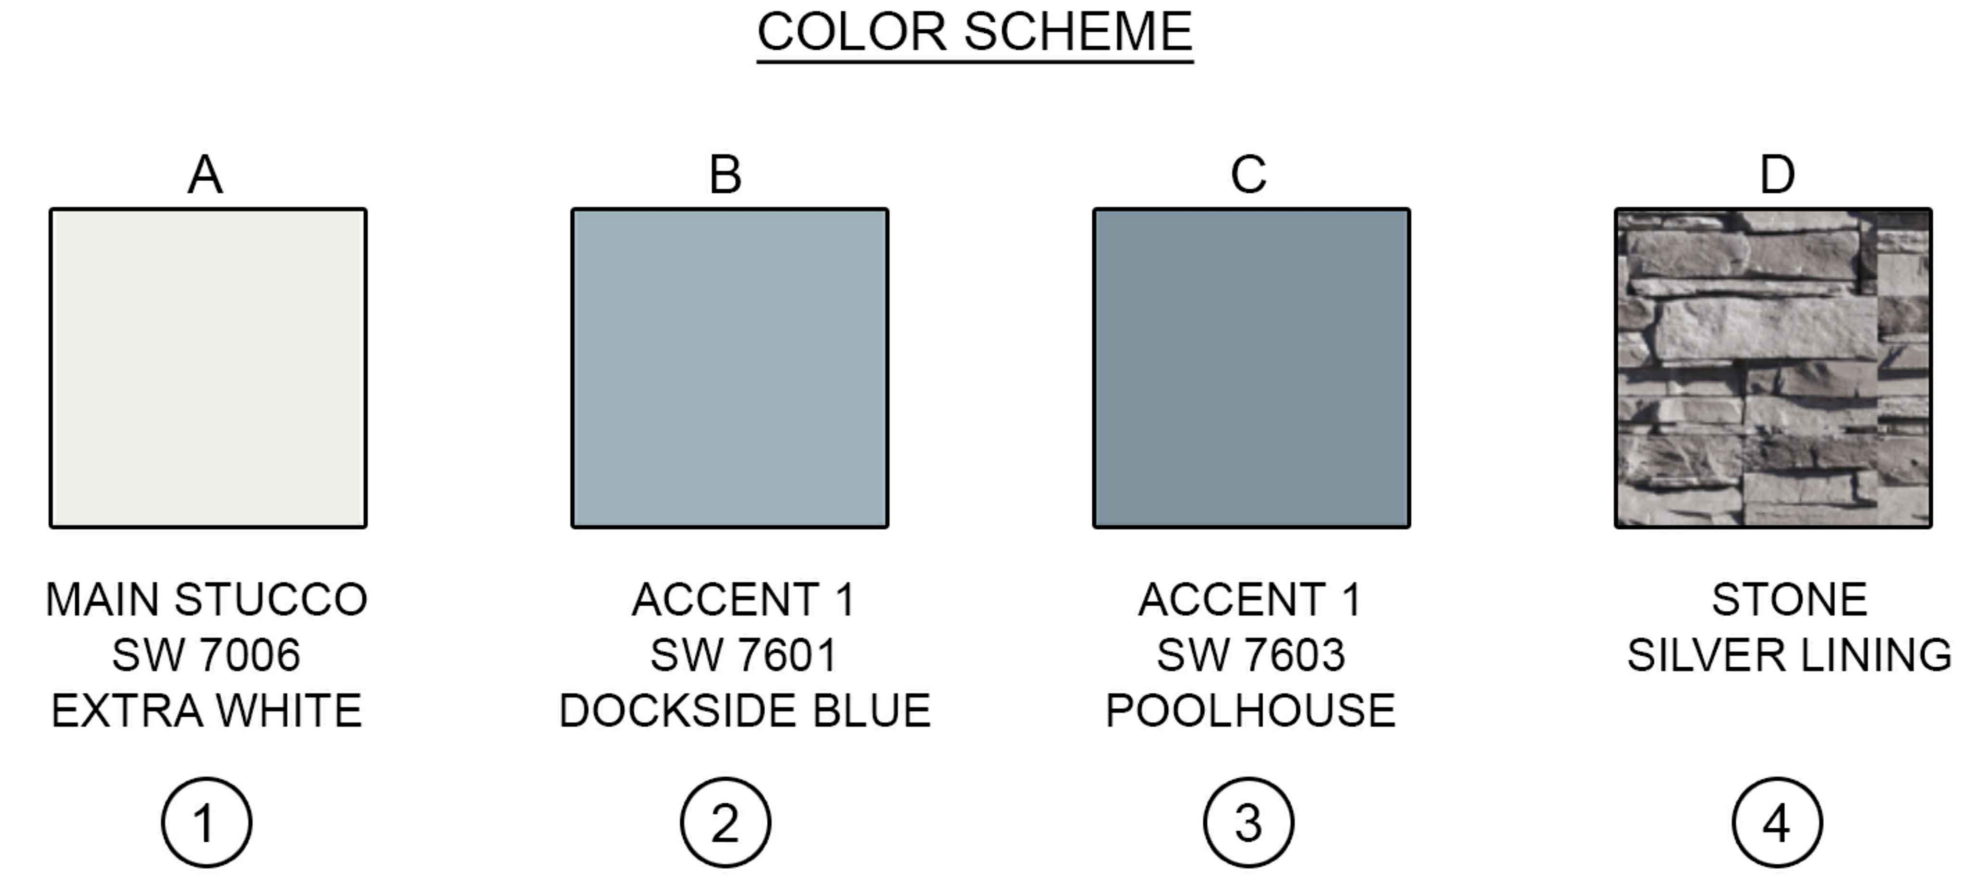 COLOR SCHEME
A
B
C
D
MAIN STUCCO
SW 7006
EXTRA WHITE
ACCENT 1
SW 7601
DOCKSIDE BLUE
ACCENT 1
SW 7603
POOLHOUSE
STONE
SILVER LINING
1
2
3
4